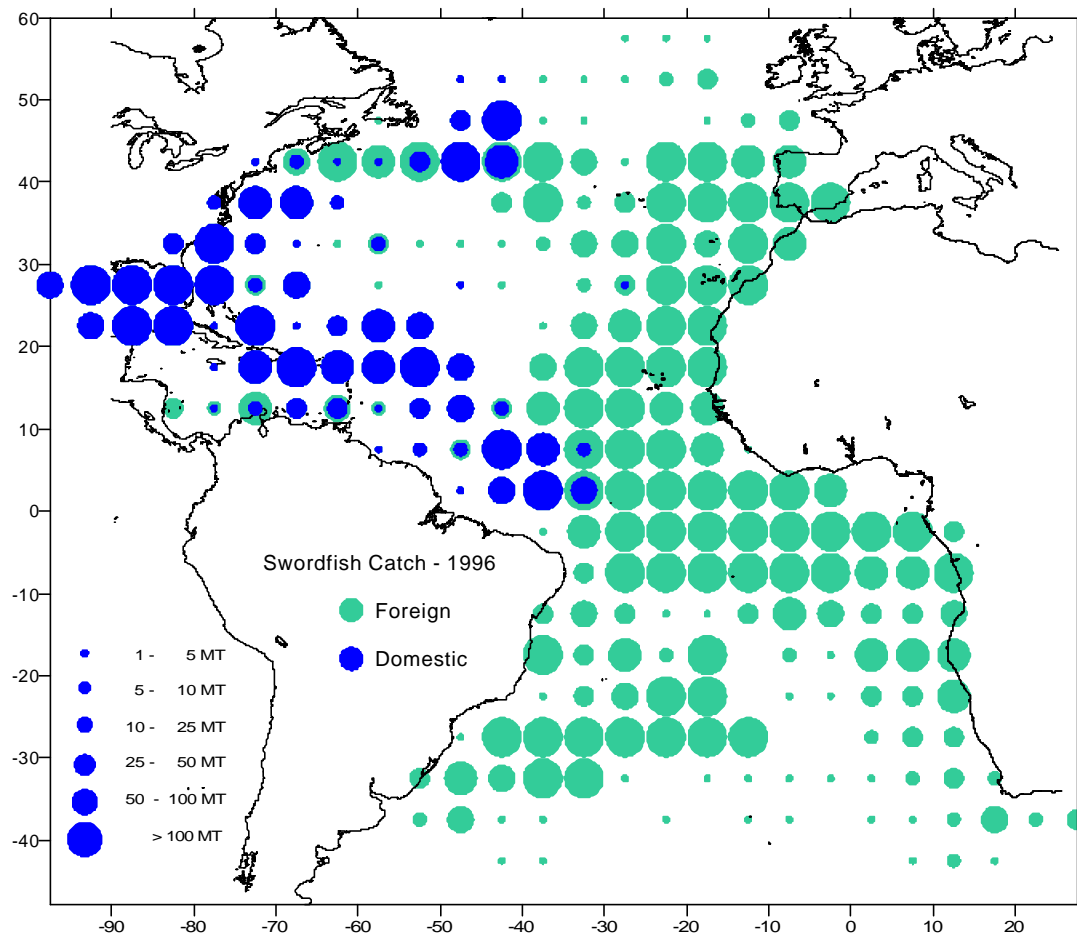 60
50
40
30
20
10
0
-10
-20
-30
-40
Swordfish Catch - 1996
Foreign
Domestic
1 - 5 MT
5 - 10 MT
10 - 25 MT
25 - 50 MT
50 - 100 MT
> 100 MT
-90 -80 -70 -60 -50 -40 -30 -20 -10 0 10 20